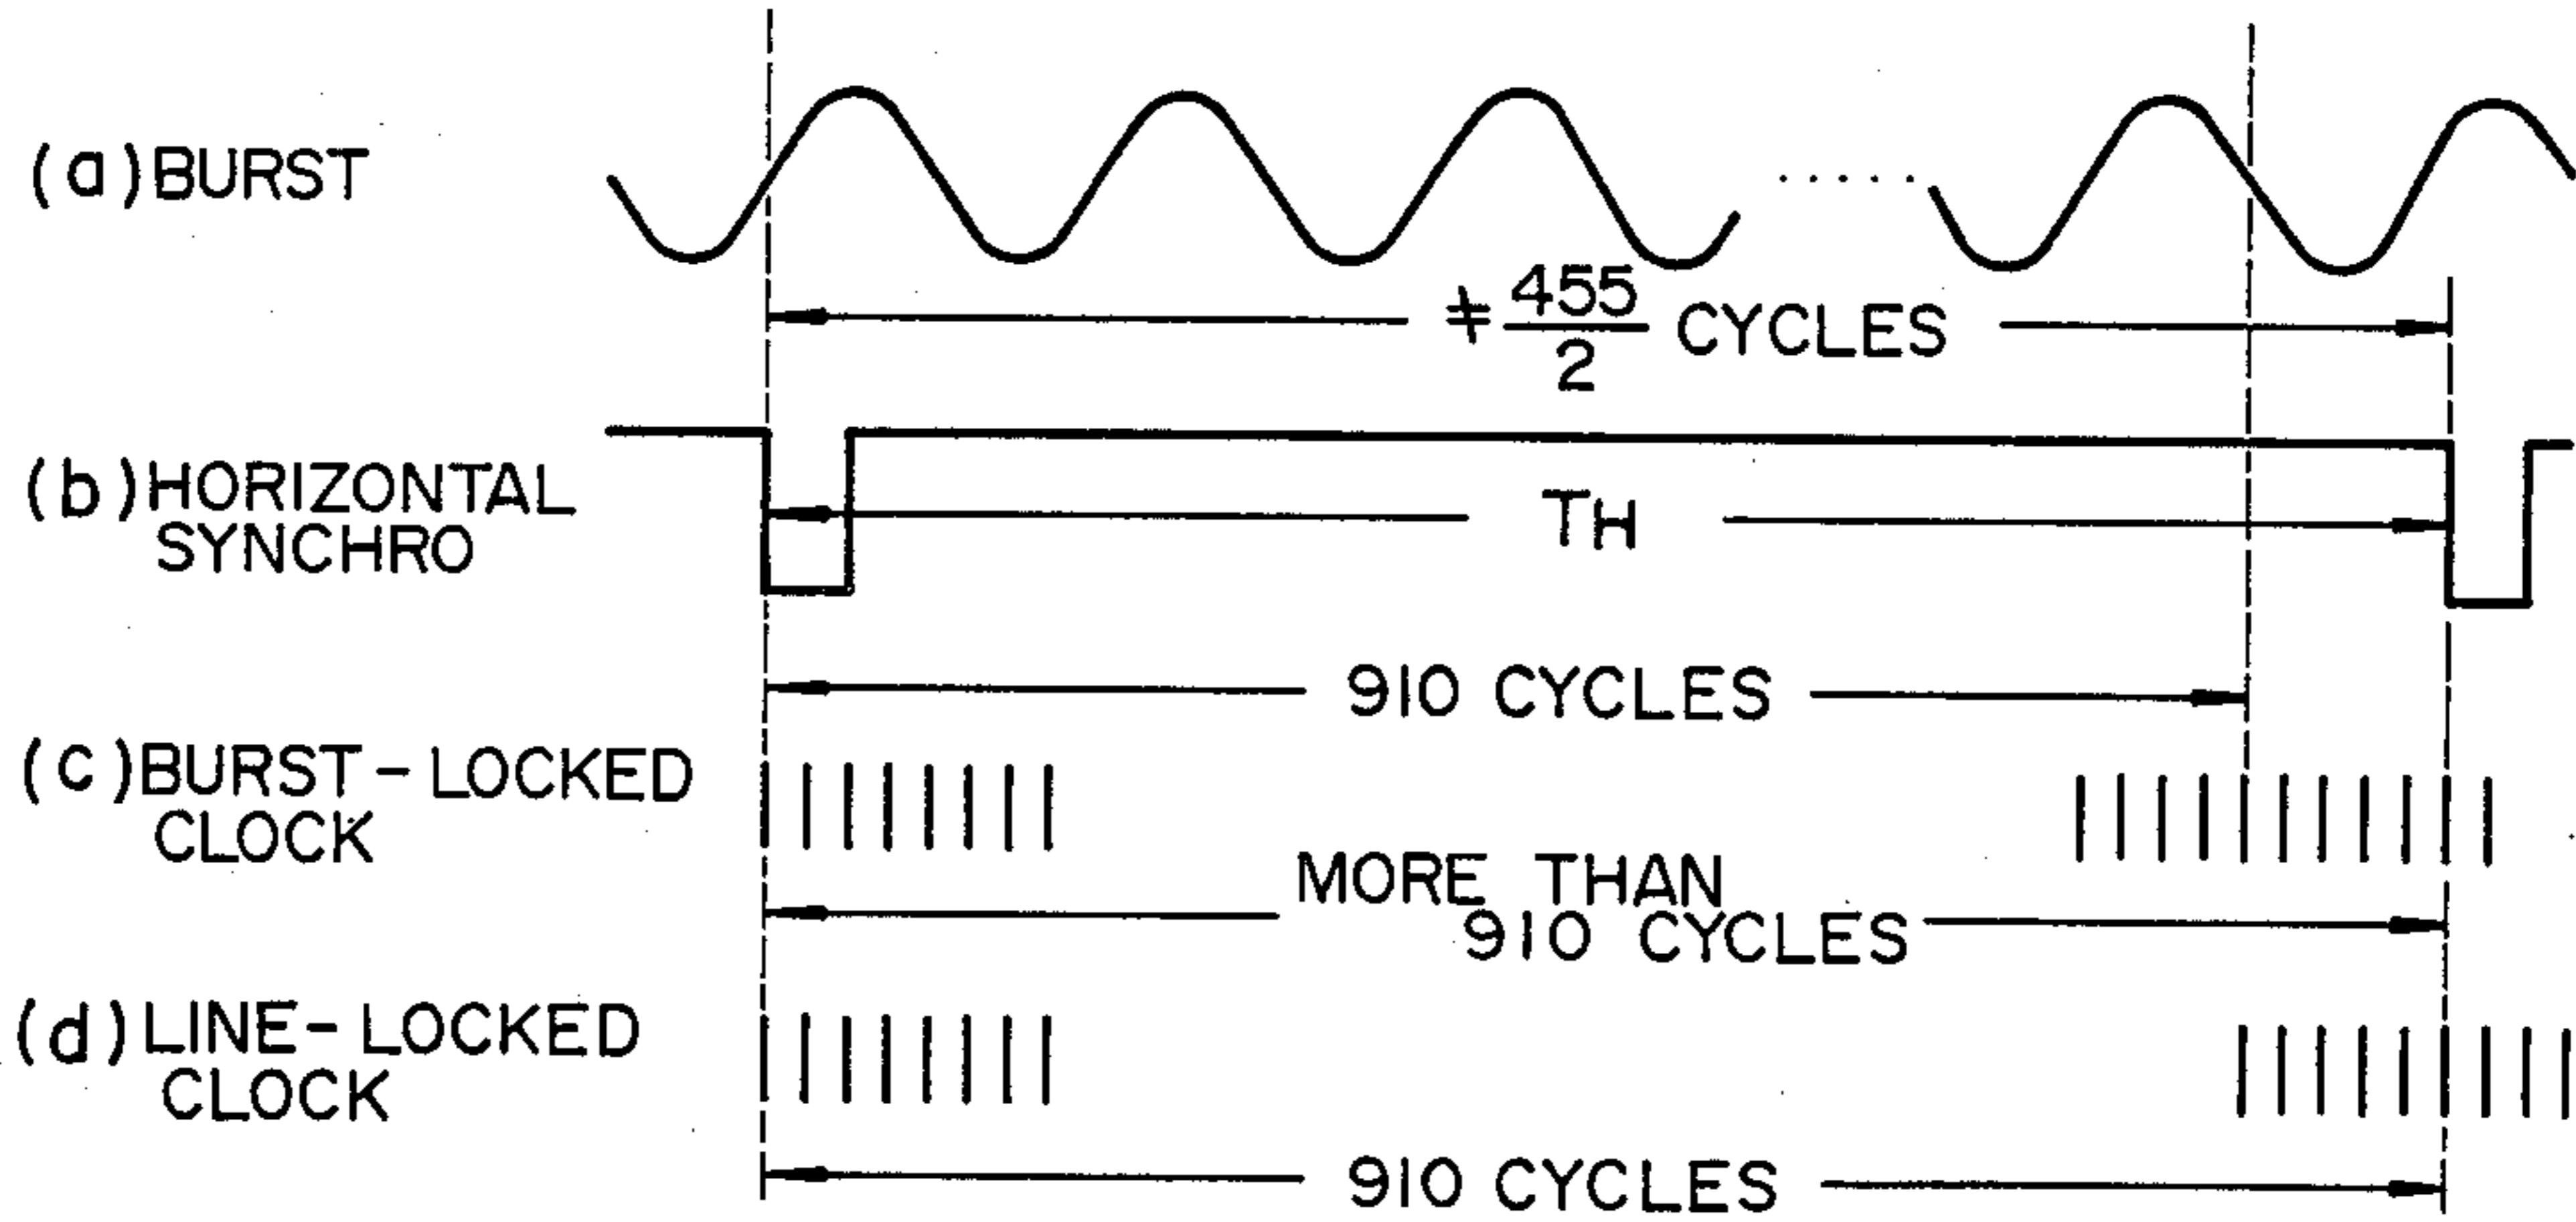 (a) BURST
≠ 455/2 CYCLES
(b) HORIZONTAL
SYNCHRO
TH
910 CYCLES
(c) BURST-LOCKED
CLOCK
MORE THAN
910 CYCLES
(d) LINE-LOCKED
CLOCK
910 CYCLES